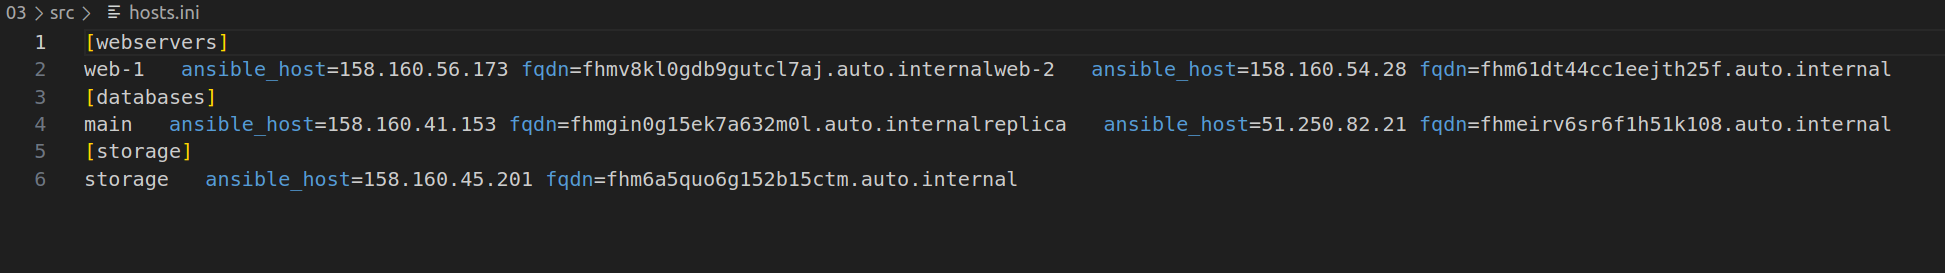 03 > src > hosts.ini
1 [webservers]
2 web-1 ansible_host=158.160.56.173 fqdn=fhmv8kl0gdb9gutcl7aj.auto.internalweb-2 ansible_host=158.160.54.28 fqdn=fhm61dt44cc1eejth25f.auto.internal
3 [databases]
4 main ansible_host=158.160.41.153 fqdn=fhmgin0g15ek7a632m0l.auto.internalreplica ansible_host=51.250.82.21 fqdn=fhmeirv6sr6f1h51k108.auto.internal
5 [storage]
6 storage ansible_host=158.160.45.201 fqdn=fhm6a5quo6g152b15ctm.auto.internal